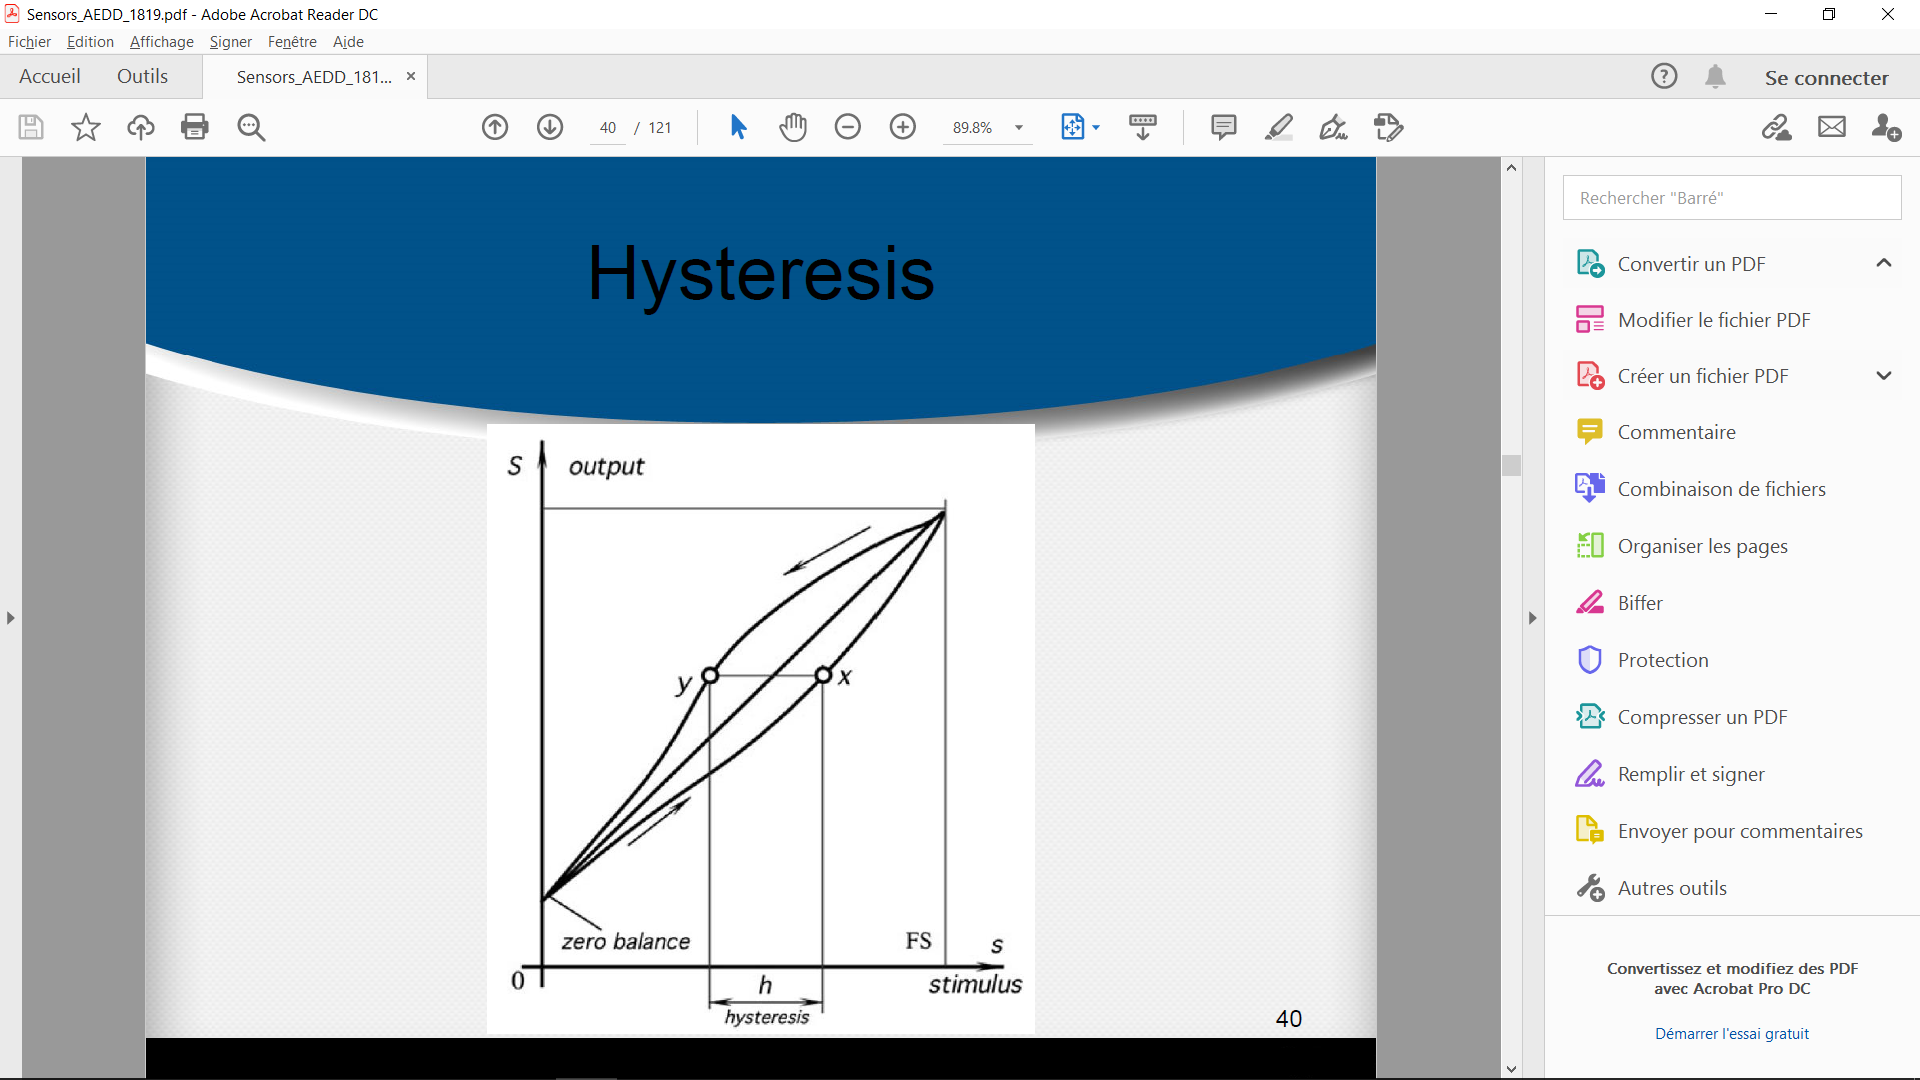 Sensors_AEDD_1819.pdf - Adobe Acrobat Reader DC
Fichier Edition Affichage Signer Fenêtre Aide
Accueil Outils Sensors_AEDD_181... ×
Se connecter
40 / 121 89.8%
Hysteresis
S output
y x
zero balance FS s
0 stimulus
h
hysteresis
40
Rechercher "Barré"
Convertir un PDF
Modifier le fichier PDF
Créer un fichier PDF
Commentaire
Combinaison de fichiers
Organiser les pages
Biffer
Protection
Compresser un PDF
Remplir et signer
Envoyer pour commentaires
Autres outils
Convertissez et modifiez des PDF
avec Acrobat Pro DC
Démarrer l'essai gratuit